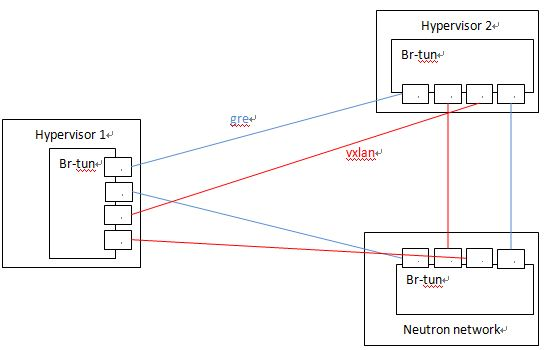 Hypervisor 2
Br-tun
Hypervisor 1
Br-tun
gre
vxlan
Br-tun
Neutron network